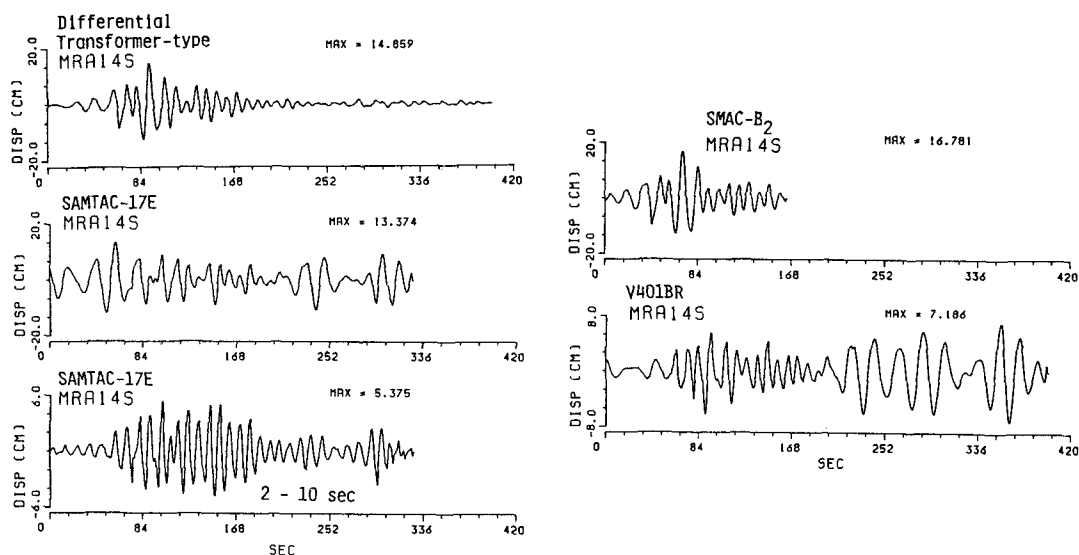 Differential
Transformer-type
MRA14S
MAX = 14.859
20.0
DISP (CM)
-20.0
0 84 168 252 336 420
SAMTAC-17E
MRA14S
MAX = 13.374
20.0
DISP (CM)
-20.0
0 84 168 252 336 420
SAMTAC-17E
MRA14S
MAX = 5.375
6.0
DISP (CM)
-6.0
2 - 10 sec
0 84 168 252 336 420
SEC
SMAC-B2
MRA14S
MAX = 16.781
20.0
DISP (CM)
-20.0
0 84 168 252 336 420
V401BR
MRA14S
MAX = 7.186
8.0
DISP (CM)
-8.0
0 84 168 252 336 420
SEC